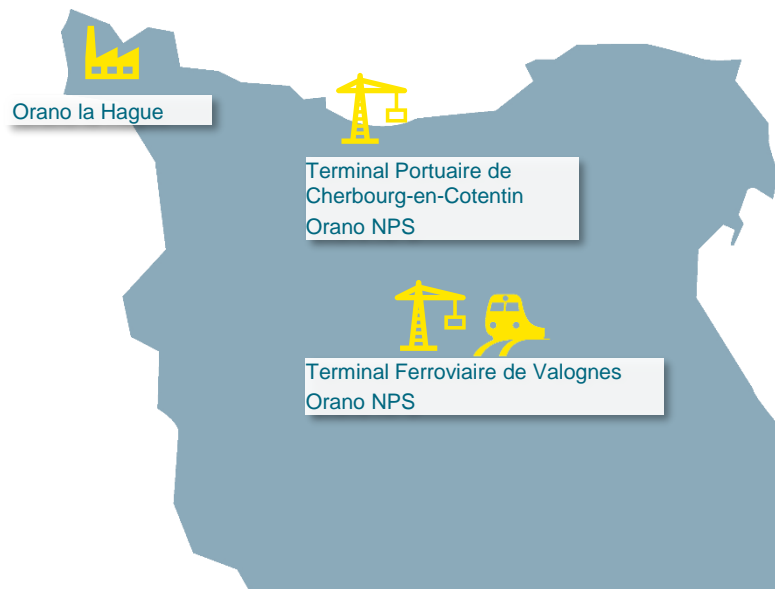 Orano la Hague
Terminal Portuaire de
Cherbourg-en-Cotentin
Orano NPS
Terminal Ferroviaire de Valognes
Orano NPS